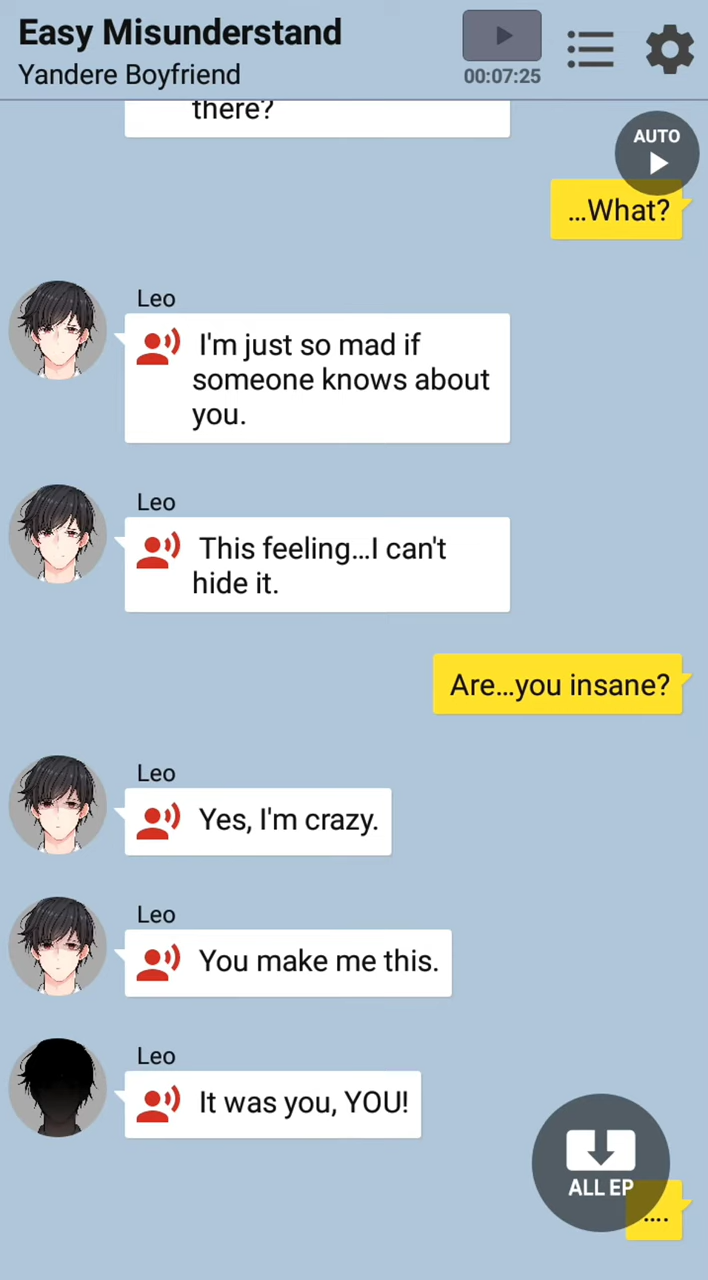 Easy Misunderstand
Yandere Boyfriend
00:07:25
there?
AUTO
...What?
Leo
I'm just so mad if
someone knows about
you.
Leo
This feeling...I can't
hide it.
Are...you insane?
Leo
Yes, I'm crazy.
Leo
You make me this.
Leo
It was you, YOU!
ALL EP
....